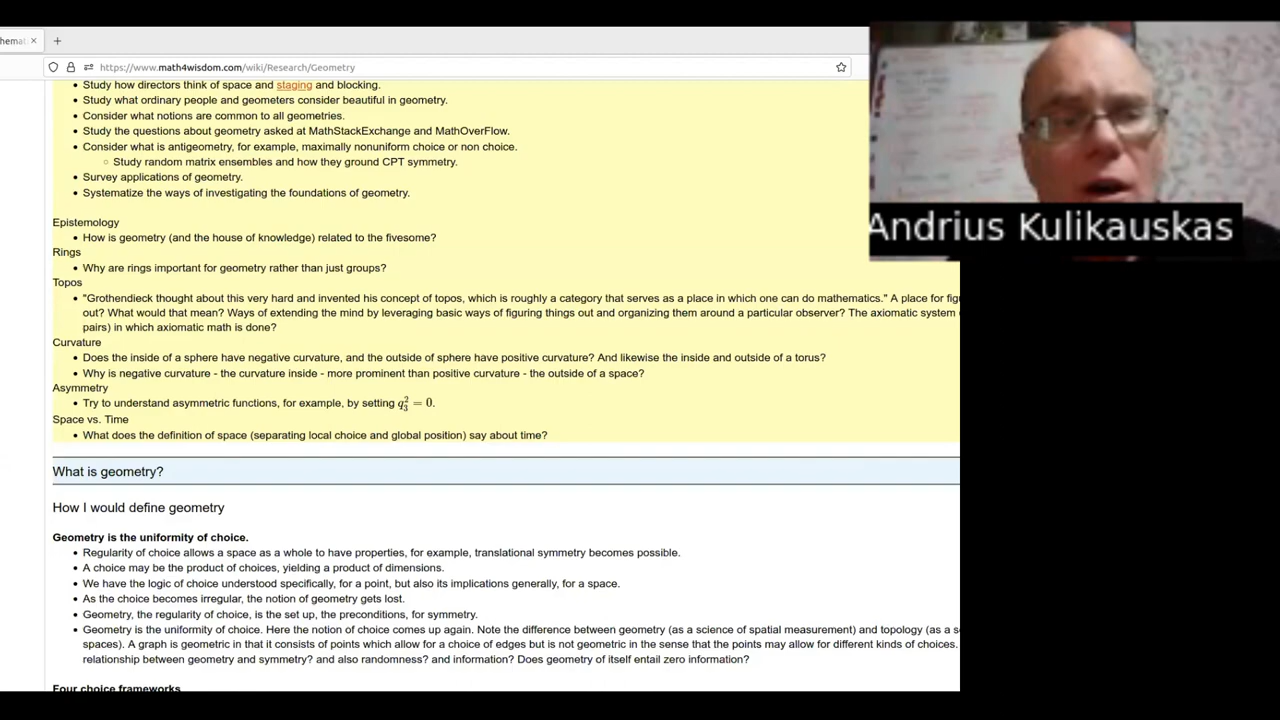 hemat × +
https://www.math4wisdom.com/wiki/Research/Geometry
• Study how directors think of space and staging and blocking.
• Study what ordinary people and geometers consider beautiful in geometry.
• Consider what notions are common to all geometries.
• Study the questions about geometry asked at MathStackExchange and MathOverFlow.
• Consider what is antigeometry, for example, maximally nonuniform choice or non choice.
○ Study random matrix ensembles and how they ground CPT symmetry.
• Survey applications of geometry.
• Systematize the ways of investigating the foundations of geometry.
Epistemology
• How is geometry (and the house of knowledge) related to the fivesome?
Rings
• Why are rings important for geometry rather than just groups?
Topos
• "Grothendieck thought about this very hard and invented his concept of topos, which is roughly a category that serves as a place in which one can do mathematics." A place for figu
out? What would that mean? Ways of extending the mind by leveraging basic ways of figuring things out and organizing them around a particular observer? The axiomatic system (
pairs) in which axiomatic math is done?
Curvature
• Does the inside of a sphere have negative curvature, and the outside of sphere have positive curvature? And likewise the inside and outside of a torus?
• Why is negative curvature - the curvature inside - more prominent than positive curvature - the outside of a space?
Asymmetry
• Try to understand asymmetric functions, for example, by setting q₃² = 0.
Space vs. Time
• What does the definition of space (separating local choice and global position) say about time?
What is geometry?
How I would define geometry
Geometry is the uniformity of choice.
• Regularity of choice allows a space as a whole to have properties, for example, translational symmetry becomes possible.
• A choice may be the product of choices, yielding a product of dimensions.
• We have the logic of choice understood specifically, for a point, but also its implications generally, for a space.
• As the choice becomes irregular, the notion of geometry gets lost.
• Geometry, the regularity of choice, is the set up, the preconditions, for symmetry.
• Geometry is the uniformity of choice. Here the notion of choice comes up again. Note the difference between geometry (as a science of spatial measurement) and topology (as a s
spaces). A graph is geometric in that it consists of points which allow for a choice of edges but is not geometric in the sense that the points may allow for different kinds of choices.
relationship between geometry and symmetry? and also randomness? and information? Does geometry of itself entail zero information?
Four choice frameworks
Andrius Kulikauskas